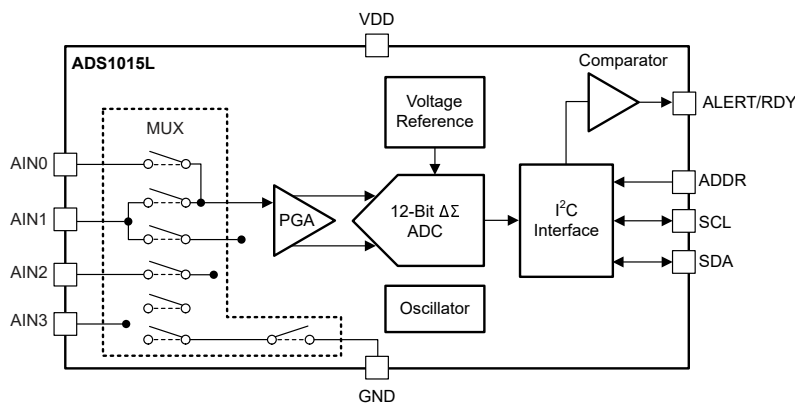 VDD
ADS1015L
Comparator
Voltage
Reference
ALERT/RDY
MUX
AIN0
ADDR
AIN1
PGA
12-Bit ΔΣ
ADC
I²C
Interface
SCL
AIN2
SDA
Oscillator
AIN3
GND